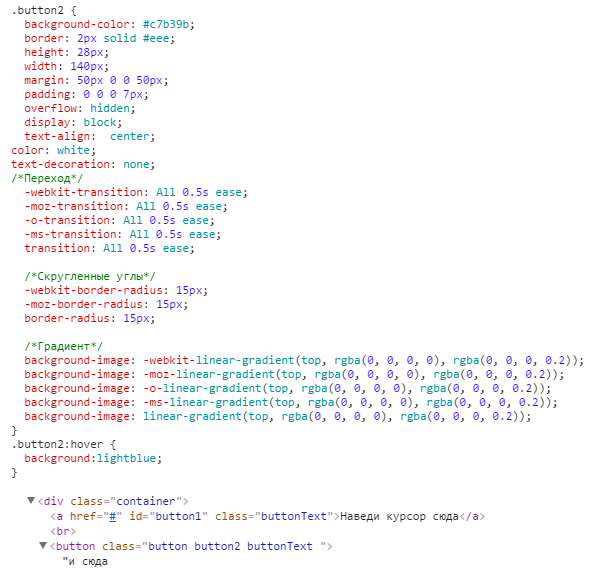 .button2 {
background-color: #c7b39b;
border: 2px solid #eee;
height: 28px;
width: 140px;
margin: 50px 0 0 50px;
padding: 0 0 0 7px;
overflow: hidden;
display: block;
text-align:  center;
color: white;
text-decoration: none;
/*Переход*/
-webkit-transition: All 0.5s ease;
-moz-transition: All 0.5s ease;
-o-transition: All 0.5s ease;
-ms-transition: All 0.5s ease;
transition: All 0.5s ease;
/*Скругленные углы*/
-webkit-border-radius: 15px;
-moz-border-radius: 15px;
border-radius: 15px;
/*Градиент*/
background-image: -webkit-linear-gradient(top, rgba(0, 0, 0, 0), rgba(0, 0, 0, 0.2));
background-image: -moz-linear-gradient(top, rgba(0, 0, 0, 0), rgba(0, 0, 0, 0.2));
background-image: -o-linear-gradient(top, rgba(0, 0, 0, 0), rgba(0, 0, 0, 0.2));
background-image: -ms-linear-gradient(top, rgba(0, 0, 0, 0), rgba(0, 0, 0, 0.2));
background-image: linear-gradient(top, rgba(0, 0, 0, 0), rgba(0, 0, 0, 0.2));
}
.button2:hover {
background:lightblue;
}
<div class="container">
<a href="#" id="button1" class="buttonText">Наведи курсор сюда</a>
<br>
<button class="button button2 buttonText ">
"и сюда